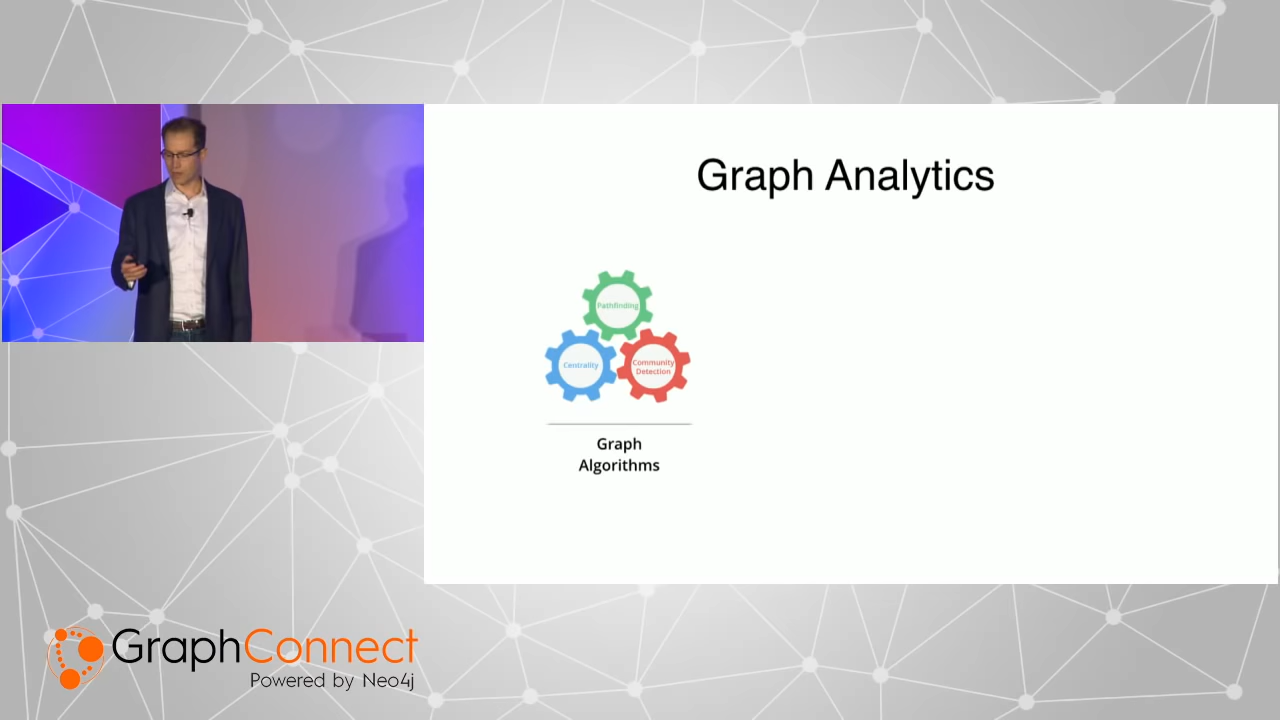 Graph Analytics
Pathfinding
Centrality
Community
Detection
Graph
Algorithms
GraphConnect
Powered by Neo4j